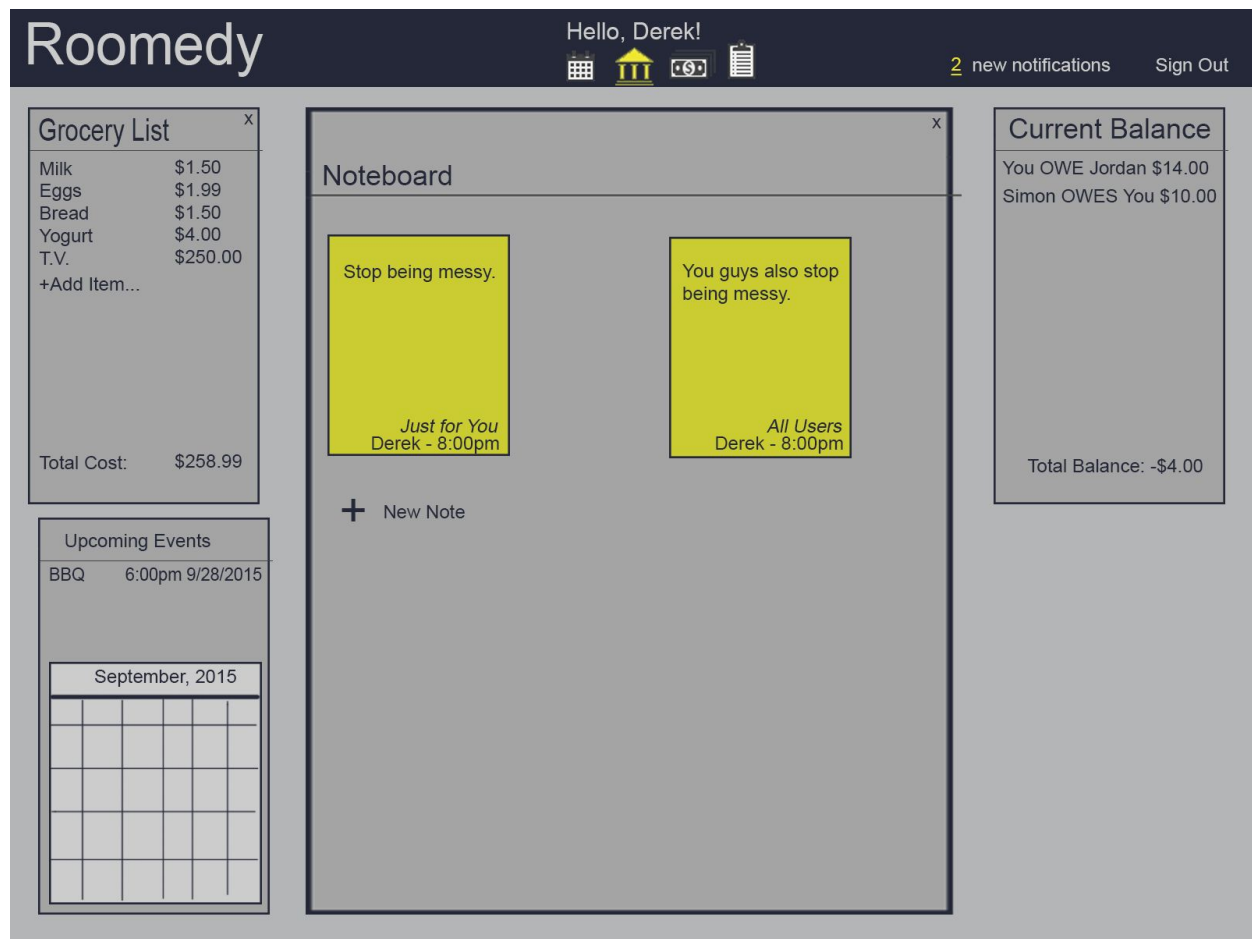 Roomedy
Hello, Derek!
2 new notifications
Sign Out
Grocery List
x
Milk $1.50
Eggs $1.99
Bread $1.50
Yogurt $4.00
T.V. $250.00
+Add Item...
Total Cost: $258.99
Upcoming Events
BBQ 6:00pm 9/28/2015
September, 2015
x
Noteboard
Stop being messy.
Just for You
Derek - 8:00pm
You guys also stop
being messy.
All Users
Derek - 8:00pm
+ New Note
Current Balance
You OWE Jordan $14.00
Simon OWES You $10.00
Total Balance: -$4.00